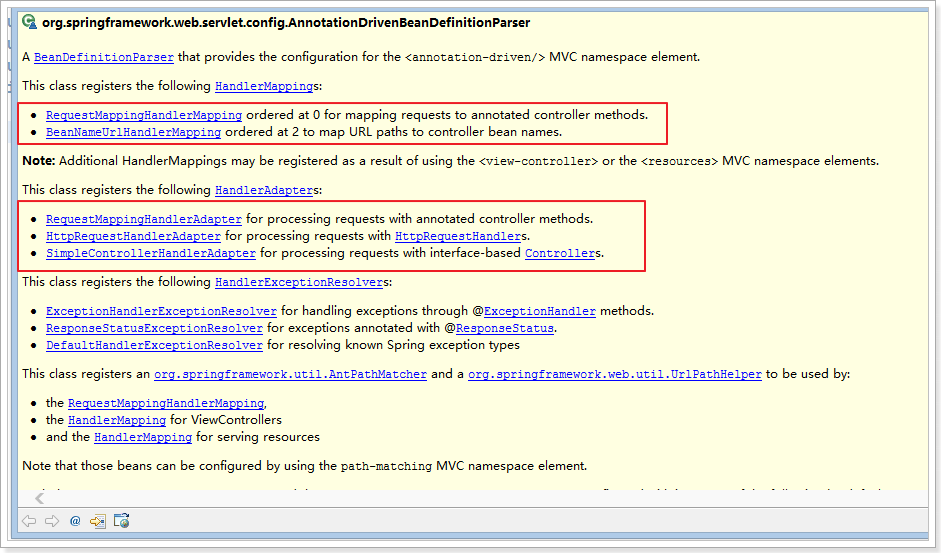 org.springframework.web.servlet.config.AnnotationDrivenBeanDefinitionParser
A BeanDefinitionParser that provides the configuration for the <annotation-driven/> MVC namespace element.
This class registers the following HandlerMappings:
• RequestMappingHandlerMapping ordered at 0 for mapping requests to annotated controller methods.
• BeanNameUrlHandlerMapping ordered at 2 to map URL paths to controller bean names.
Note: Additional HandlerMappings may be registered as a result of using the <view-controller> or the <resources> MVC namespace elements.
This class registers the following HandlerAdapters:
• RequestMappingHandlerAdapter for processing requests with annotated controller methods.
• HttpRequestHandlerAdapter for processing requests with HttpRequestHandlers.
• SimpleControllerHandlerAdapter for processing requests with interface-based Controllers.
This class registers the following HandlerExceptionResolvers:
• ExceptionHandlerExceptionResolver for handling exceptions through @ExceptionHandler methods.
• ResponseStatusExceptionResolver for exceptions annotated with @ResponseStatus.
• DefaultHandlerExceptionResolver for resolving known Spring exception types
This class registers an org.springframework.util.AntPathMatcher and a org.springframework.web.util.UrlPathHelper to be used by:
• the RequestMappingHandlerMapping,
• the HandlerMapping for ViewControllers
• and the HandlerMapping for serving resources
Note that those beans can be configured by using the path-matching MVC namespace element.